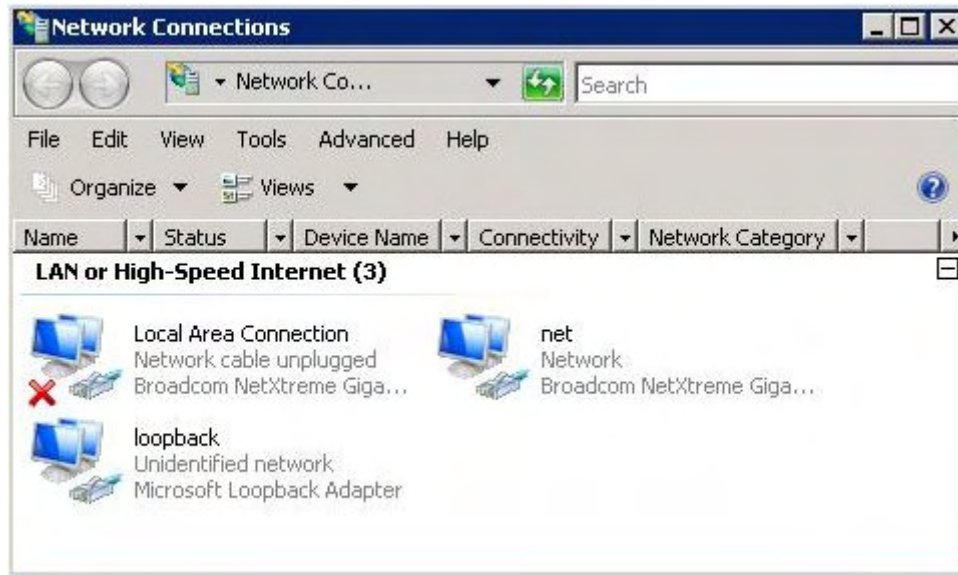 Network Connections
Network Co...
Search
File Edit View Tools Advanced Help
Organize Views
Name Status Device Name Connectivity Network Category
LAN or High-Speed Internet (3)
Local Area Connection
Network cable unplugged
Broadcom NetXtreme Giga...
net
Network
Broadcom NetXtreme Giga...
loopback
Unidentified network
Microsoft Loopback Adapter